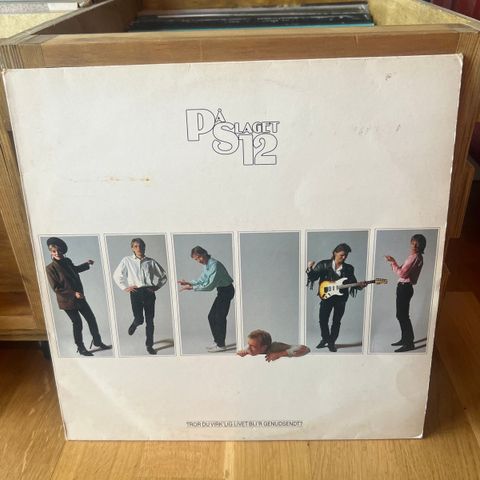 PÅ SLAGET 12
TROR DU VIRK'LIG LIVET BLI'R GENUDSENDT?